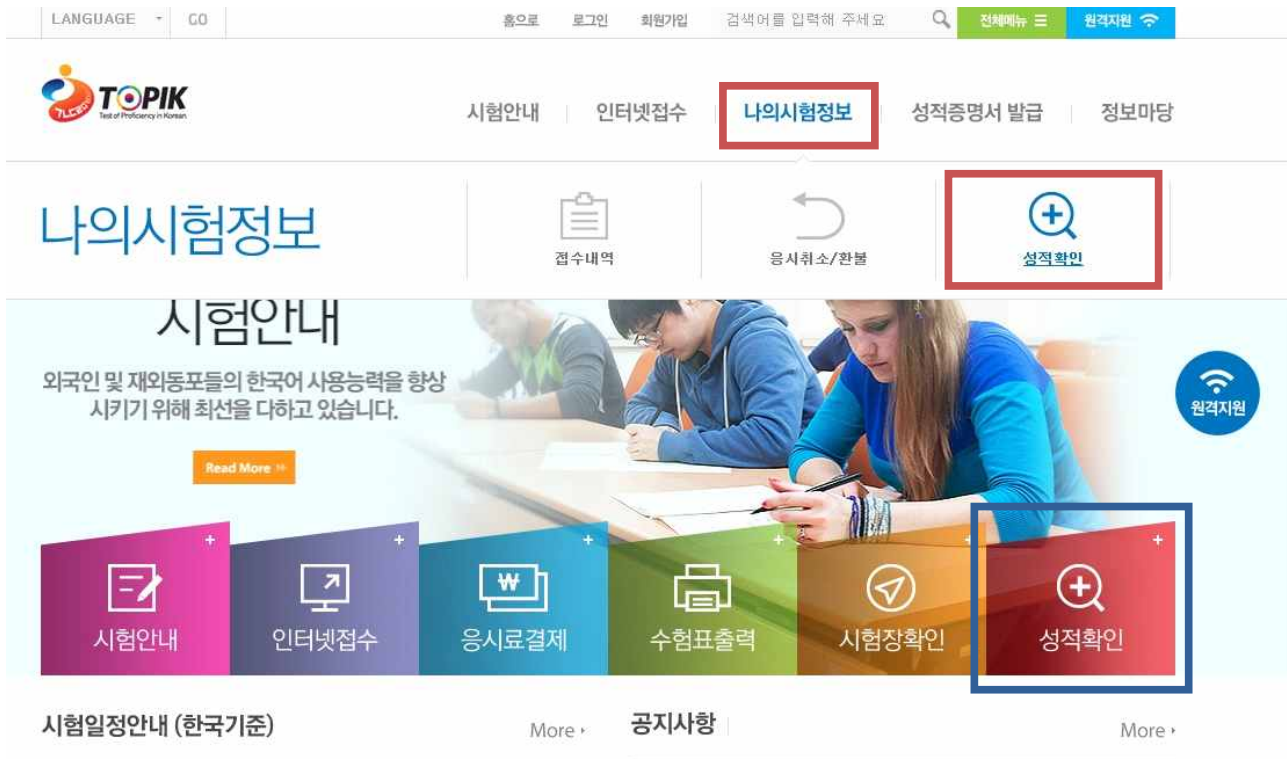 LANGUAGE GO 홈으로 로그인 회원가입 검색어를 입력해 주세요 전체메뉴 원격지원
TOPIK
Test of Proficiency in Korean
시험안내 인터넷접수 나의시험정보 성적증명서 발급 정보마당
나의시험정보
접수내역 응시취소/환불 성적확인
시험안내
외국인 및 재외동포들의 한국어 사용능력을 향상
시키기 위해 최선을 다하고 있습니다.
Read More »
원격지원
시험안내 인터넷접수 응시료결제 수험표출력 시험장확인 성적확인
시험일정안내 (한국기준) More 공지사항 More